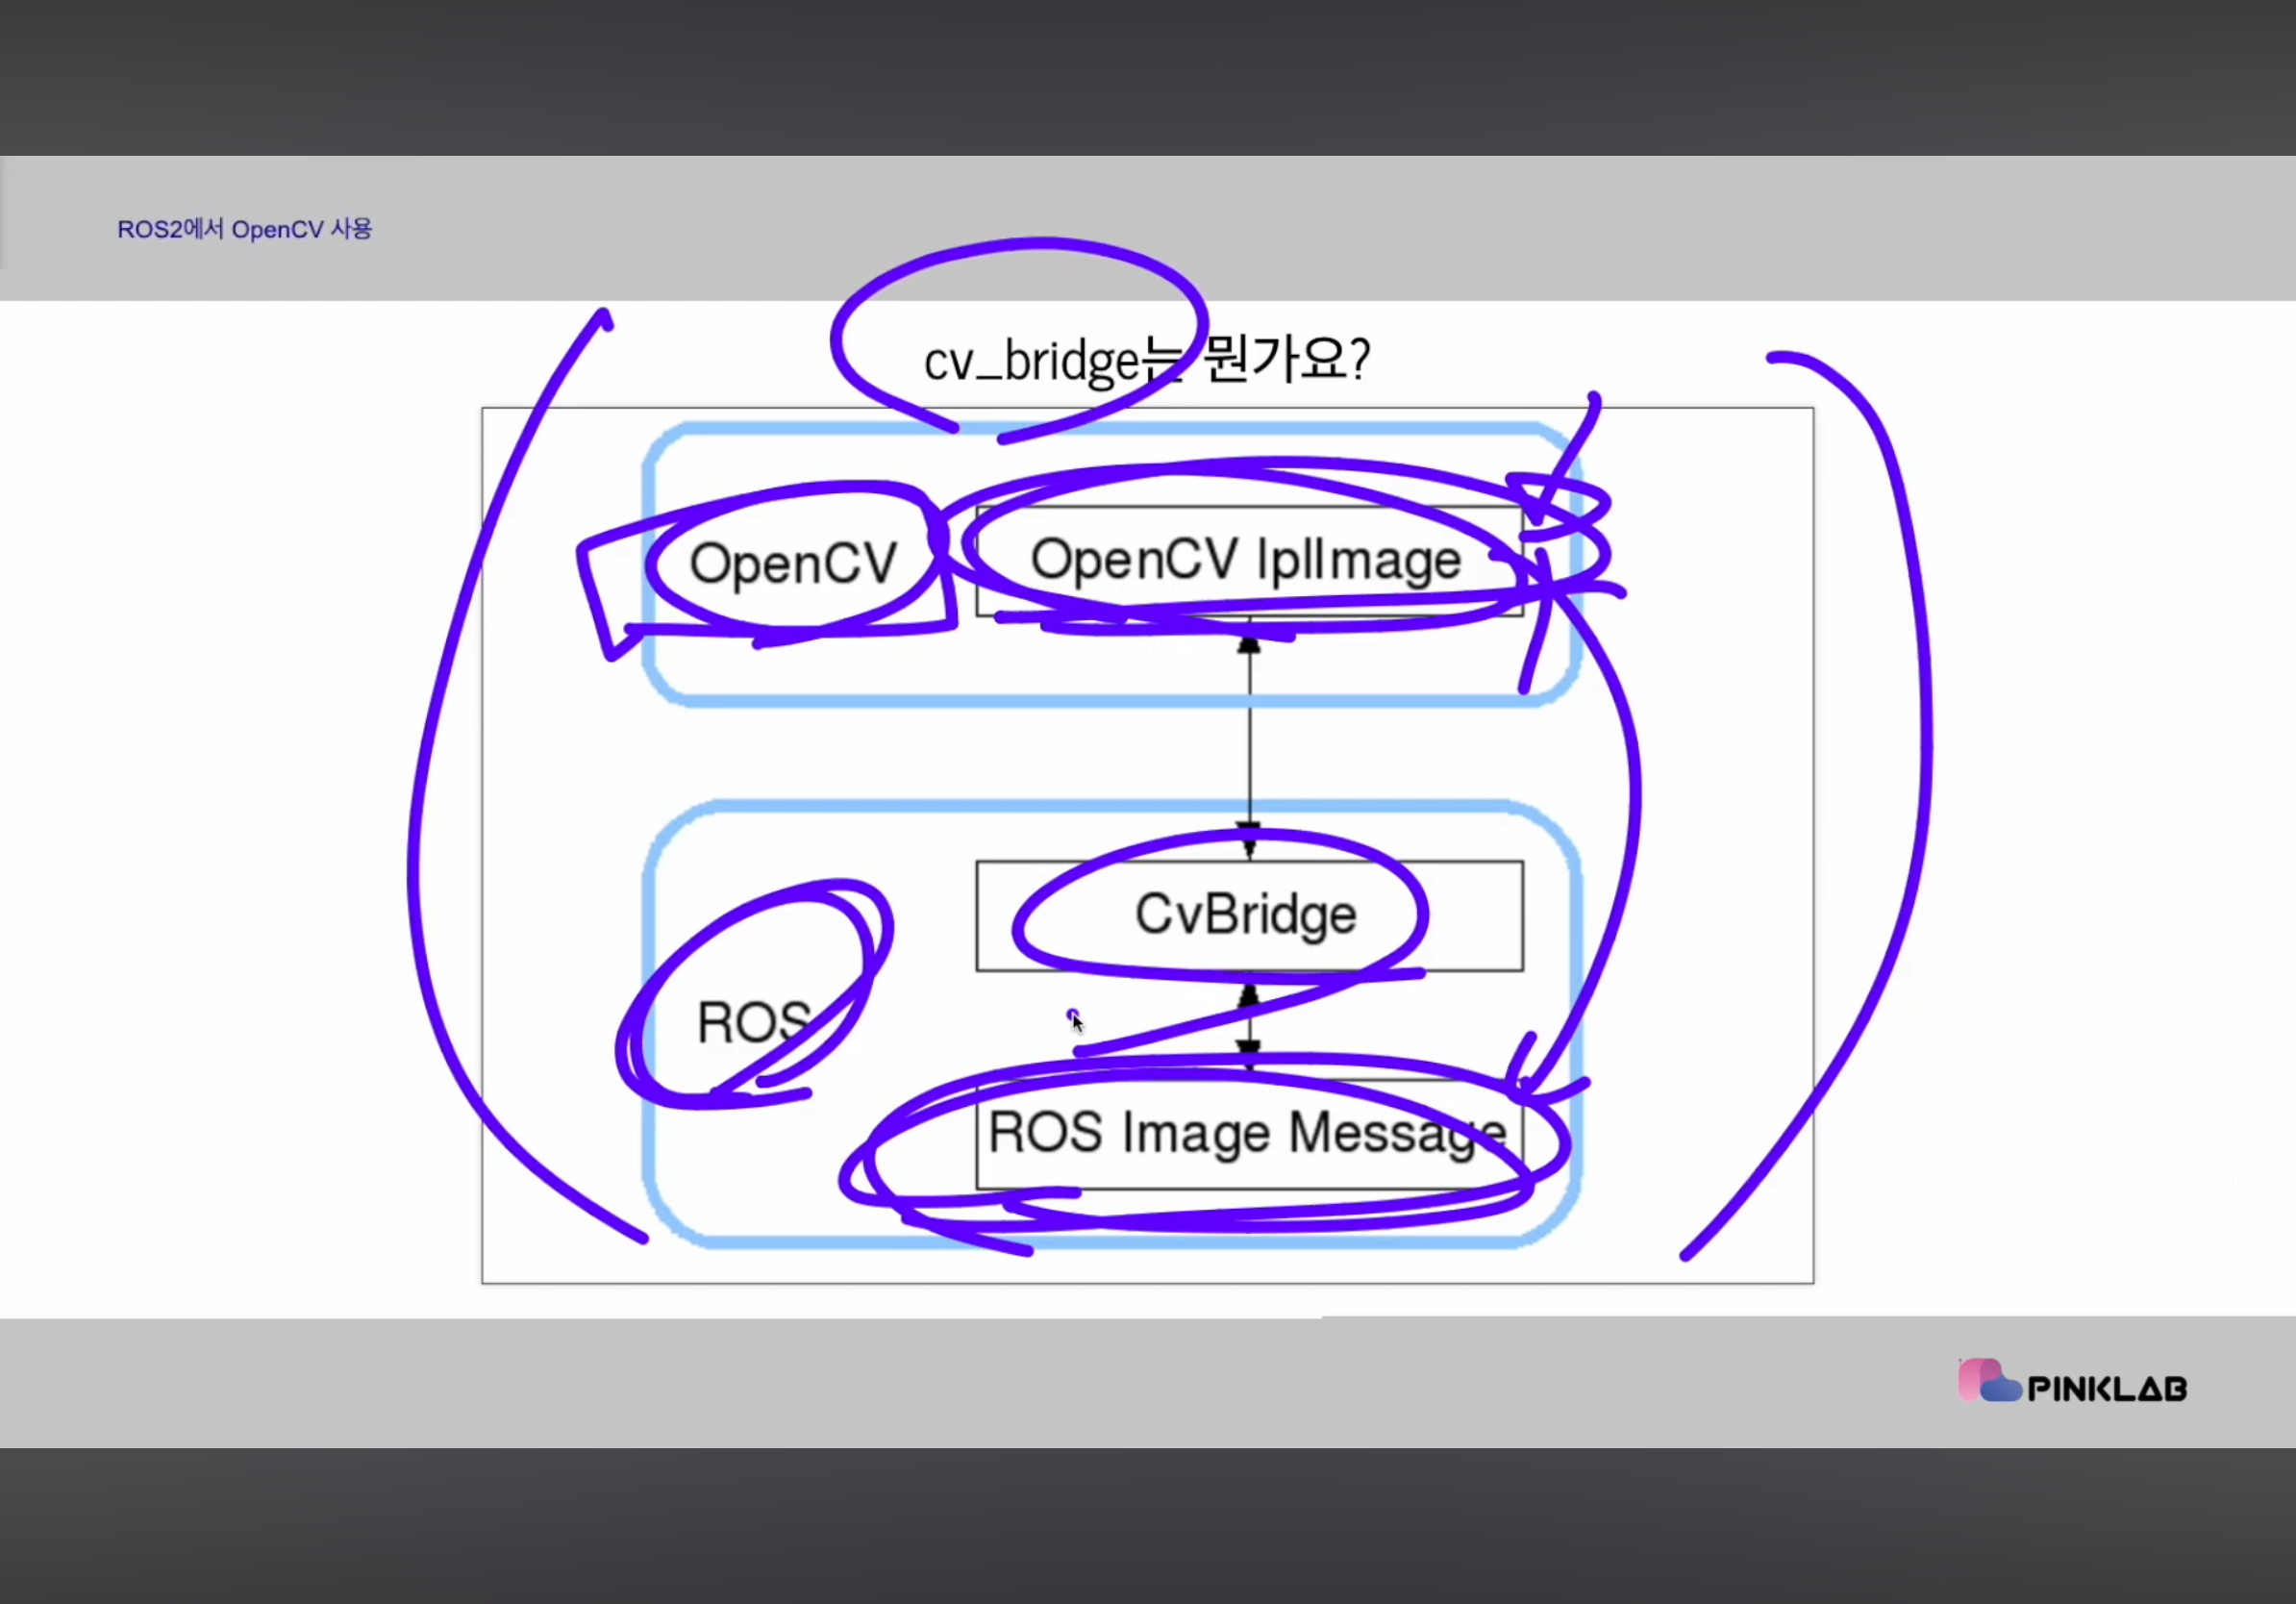 ROS2에서 OpenCV 사용
cv_bridge는 뭔가요?
OpenCV
OpenCV IplImage
CvBridge
ROS
ROS Image Message
PINKLAB